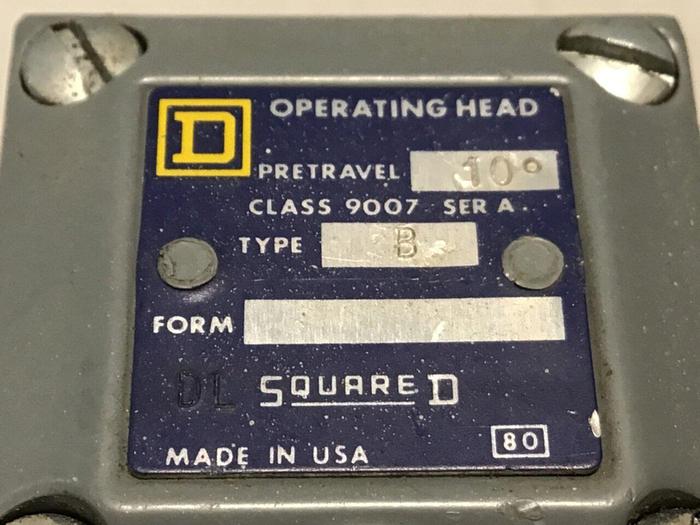 D OPERATING HEAD
PRETRAVEL 10°
CLASS 9007 SER A.
TYPE B
FORM
DL SQUARE D
MADE IN USA 80